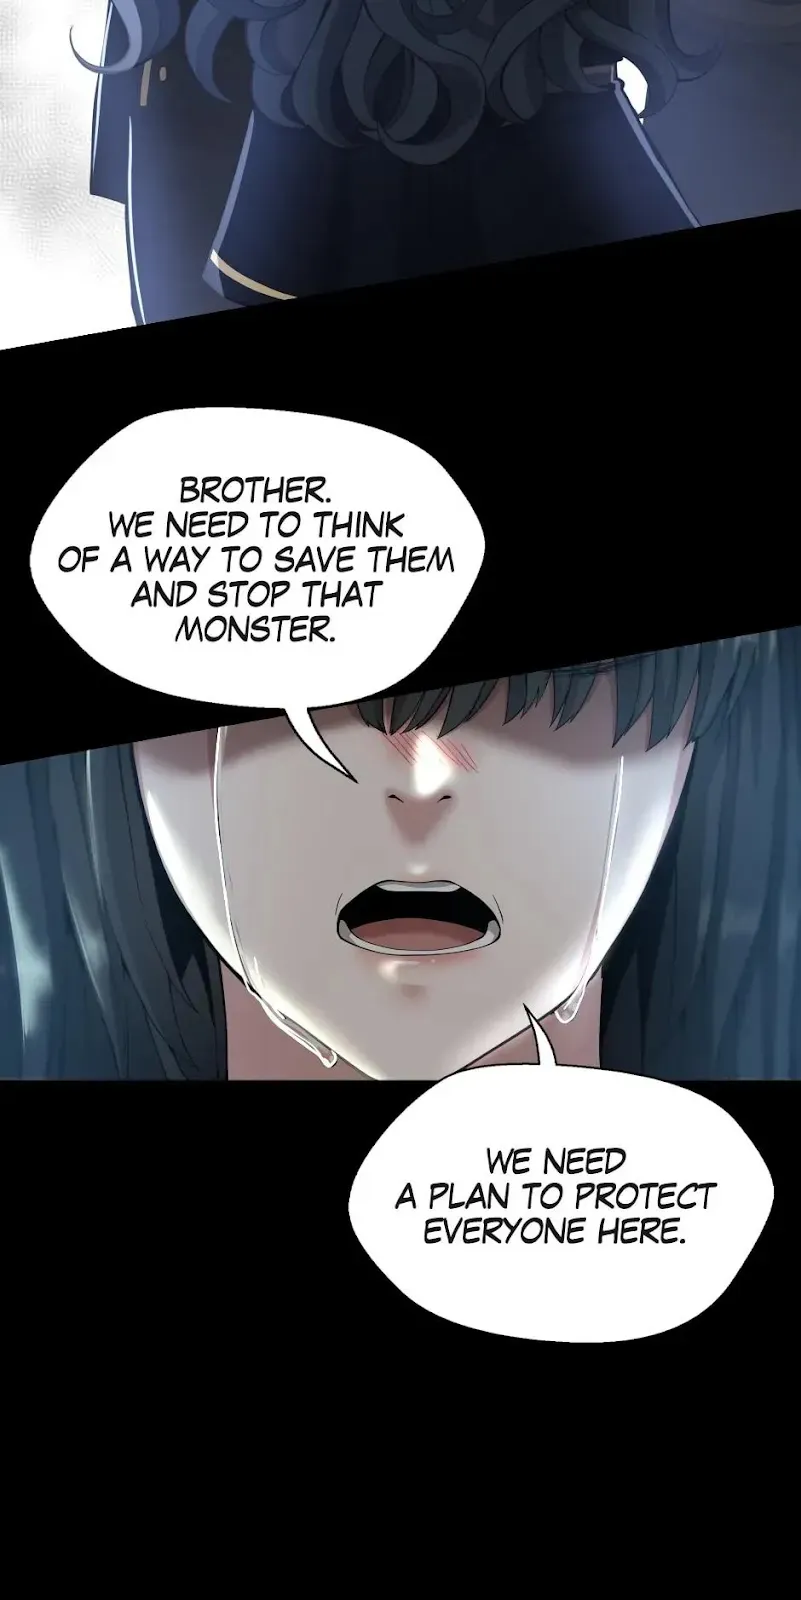 BROTHER.
WE NEED TO THINK
OF A WAY TO SAVE THEM
AND STOP THAT
MONSTER.
WE NEED
A PLAN TO PROTECT
EVERYONE HERE.